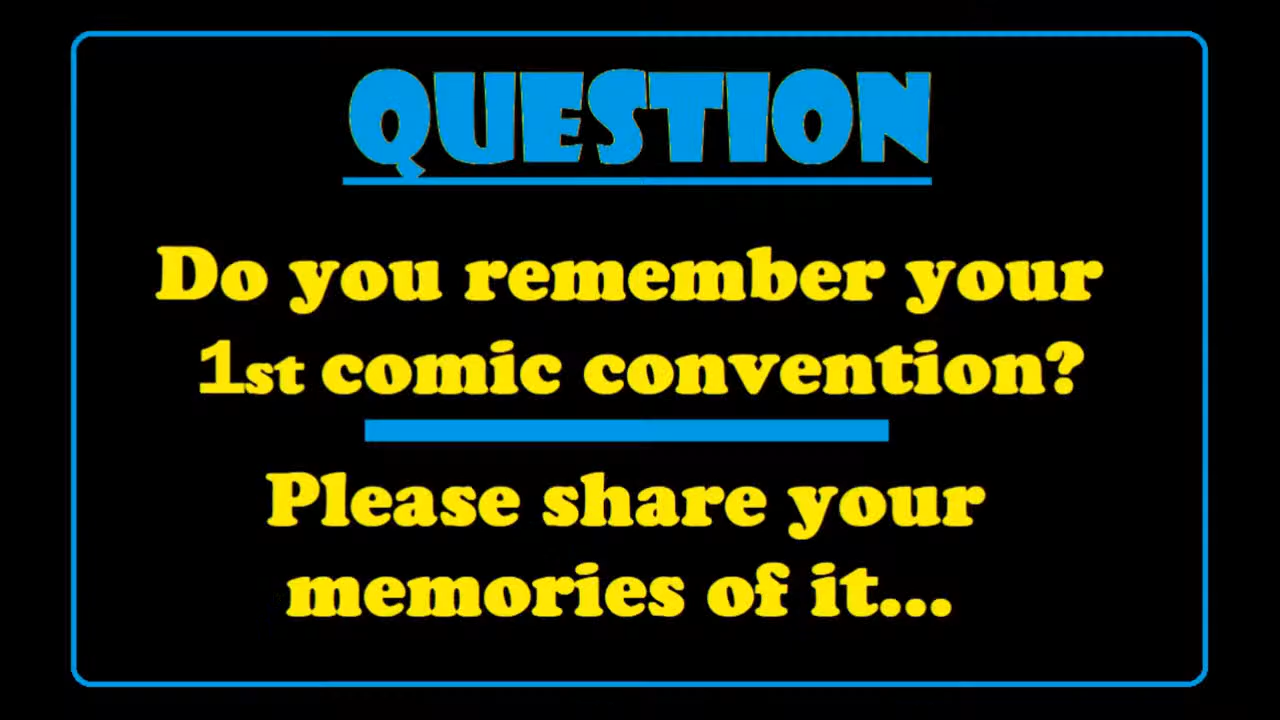 QUESTION
Do you remember your
1st comic convention?
Please share your
memories of it...